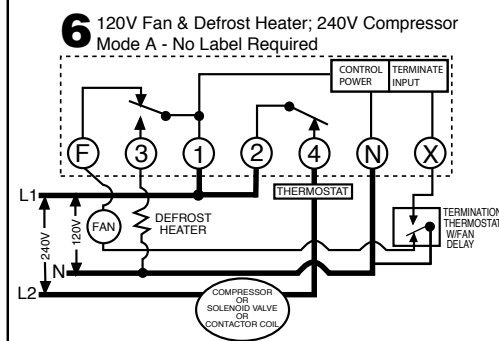 6 120V Fan & Defrost Heater; 240V Compressor
Mode A - No Label Required
CONTROL
POWER
TERMINATE
INPUT
F 3 1 2 4 N X
L1
THERMOSTAT
240V
120V
FAN
DEFROST
HEATER
TERMINATION
THERMOSTAT
W/FAN
DELAY
N
L2
COMPRESSOR
OR
SOLENOID VALVE
OR
CONTACTOR COIL